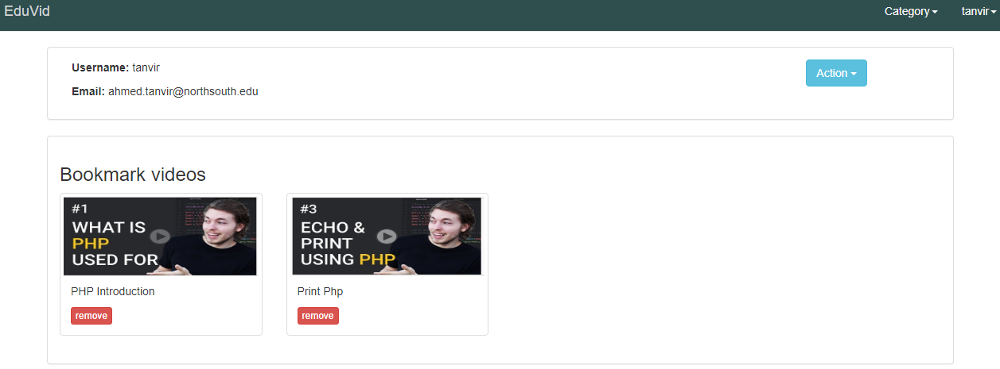 EduVid
Category
tanvir
Username: tanvir
Action
Email: ahmed.tanvir@northsouth.edu
Bookmark videos
#1
WHAT IS
PHP
USED FOR
PHP Introduction
remove
#3
ECHO &
PRINT
USING PHP
Print Php
remove